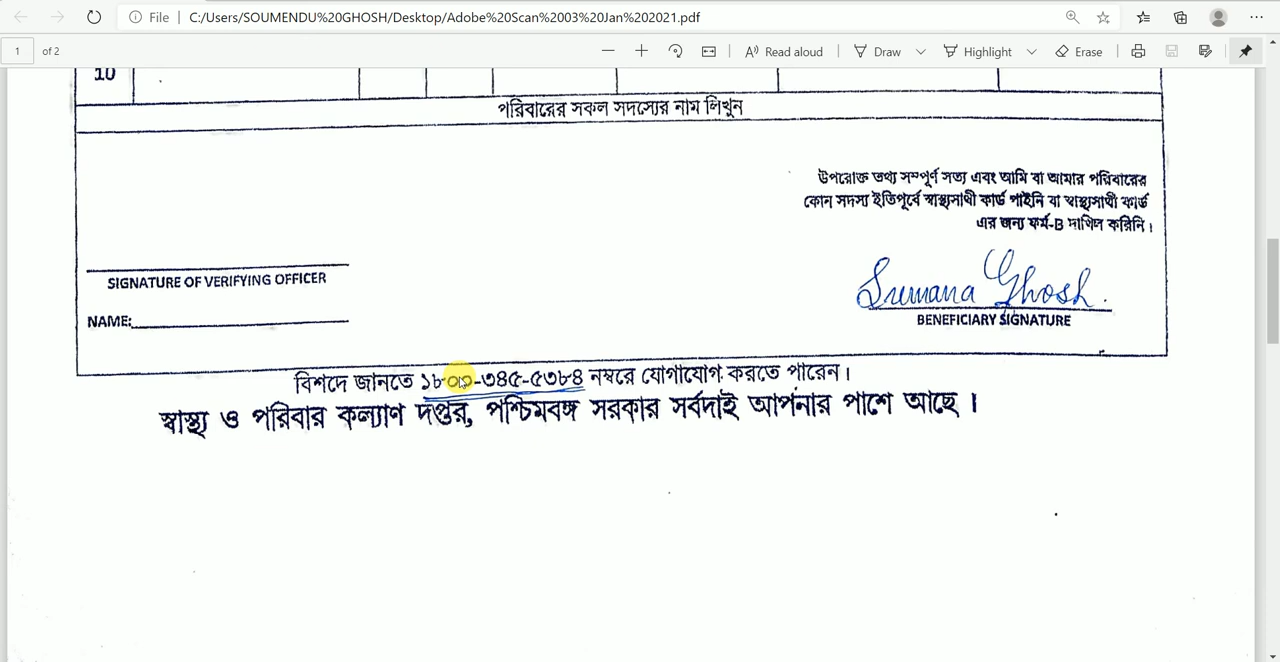 File C:/Users/SOUMENDU%20GHOSH/Desktop/Adobe%20Scan%2003%20Jan%202021.pdf
1 of 2 Read aloud Draw Highlight Erase
10
পরিবারের সকল সদস্যের নাম লিখুন
উপরোক্ত তথ্য সম্পূর্ণ সত্য এবং আমি বা আমার পরিবারের
কোন সদস্য ইতিপূর্বে স্বাস্থ্যসাথী কার্ড পাইনি বা স্বাস্থ্যসাথী কার্ড
এর জন্য ফর্ম-B দাখিল করিনি।
Sumana Ghosh.
SIGNATURE OF VERIFYING OFFICER
BENEFICIARY SIGNATURE
NAME:
বিশদে জানতে ১৮০০-৩৪৫-৫৩৮৪ নম্বরে যোগাযোগ করতে পারেন।
স্বাস্থ্য ও পরিবার কল্যাণ দপ্তর, পশ্চিমবঙ্গ সরকার সর্বদাই আপনার পাশে আছে।